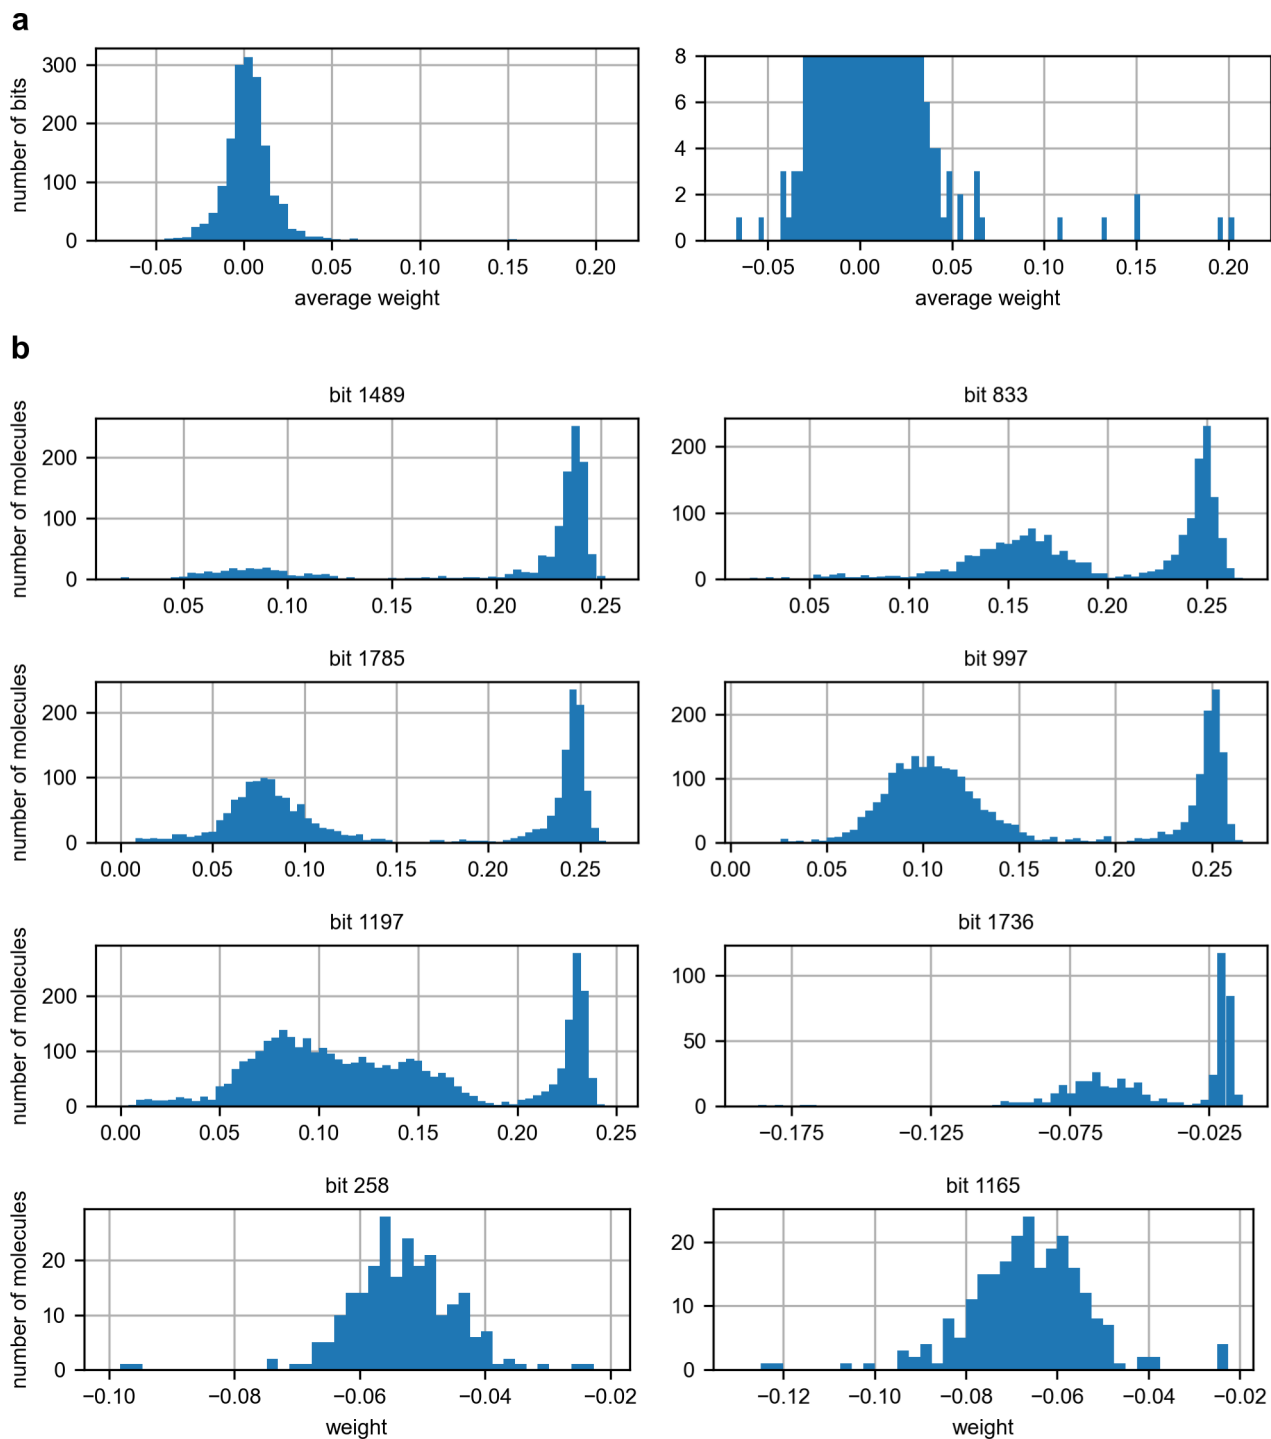 a
300
200
100
0
number of bits
−0.05 0.00 0.05 0.10 0.15 0.20
average weight
8
6
4
2
0
−0.05 0.00 0.05 0.10 0.15 0.20
average weight
b
bit 1489
number of molecules
200
100
0
0.05 0.10 0.15 0.20 0.25
bit 833
200
100
0
0.05 0.10 0.15 0.20 0.25
bit 1785
number of molecules
200
100
0
0.00 0.05 0.10 0.15 0.20 0.25
bit 997
200
100
0
0.00 0.05 0.10 0.15 0.20 0.25
bit 1197
number of molecules
200
100
0
0.00 0.05 0.10 0.15 0.20 0.25
bit 1736
100
50
0
−0.175 −0.125 −0.075 −0.025
bit 258
number of molecules
20
10
0
−0.10 −0.08 −0.06 −0.04 −0.02
weight
bit 1165
20
10
0
−0.12 −0.10 −0.08 −0.06 −0.04 −0.02
weight